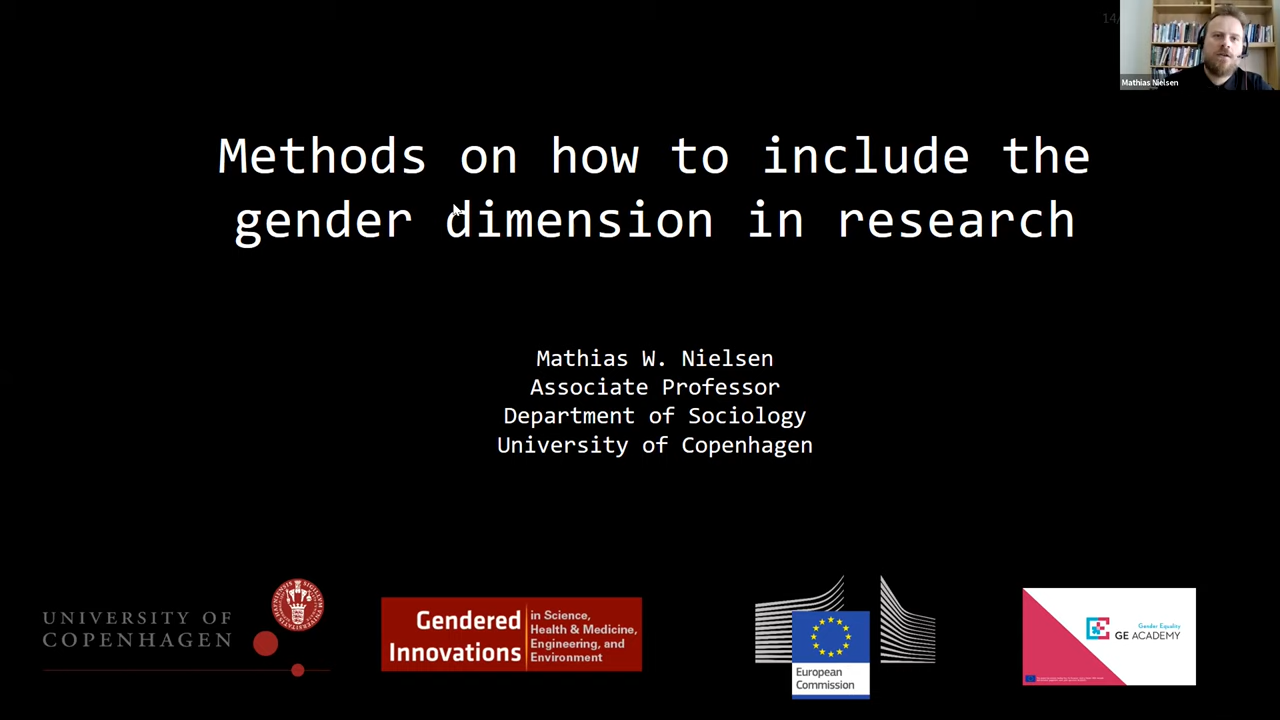 14/
Mathias Nielsen
Methods on how to include the
gender dimension in research
Mathias W. Nielsen
Associate Professor
Department of Sociology
University of Copenhagen
UNIVERSITY OF
COPENHAGEN
Gendered
Innovations
in Science,
Health & Medicine,
Engineering, and
Environment
European
Commission
Gender Equality
GE ACADEMY